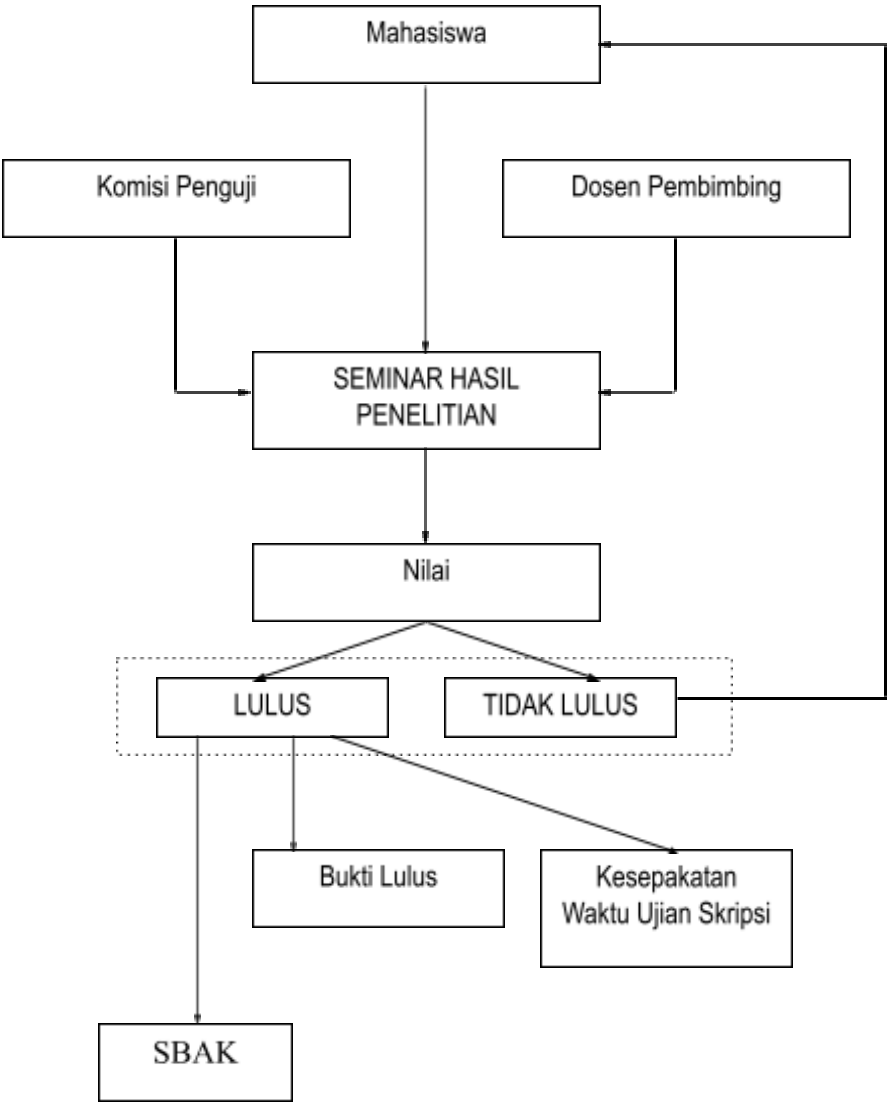 Mahasiswa
Komisi Penguji
Dosen Pembimbing
SEMINAR HASIL
PENELITIAN
Nilai
LULUS
TIDAK LULUS
Bukti Lulus
Kesepakatan
Waktu Ujian Skripsi
SBAK